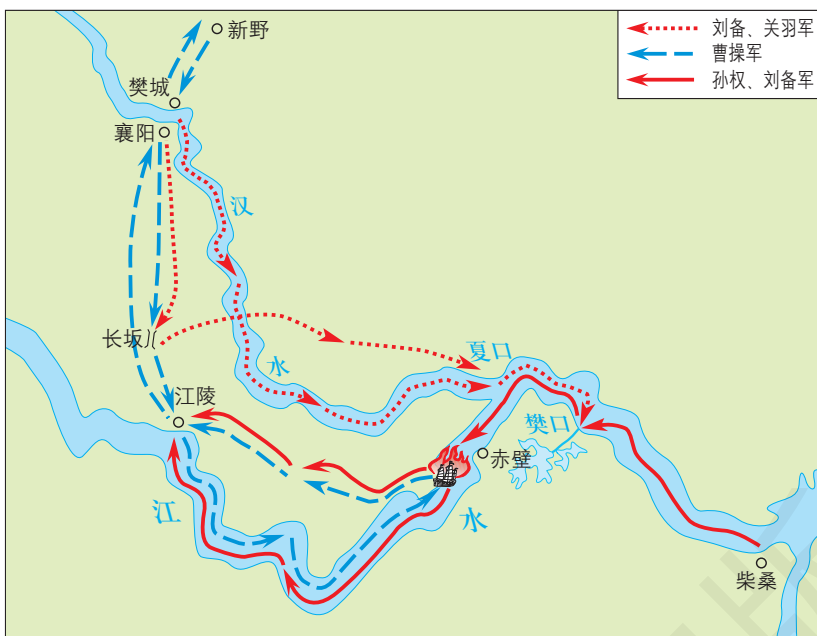 新野
刘备、关羽军
曹操军
孙权、刘备军
樊城
襄阳
汉
长坂
水
夏口
江陵
樊口
赤壁
江
水
柴桑